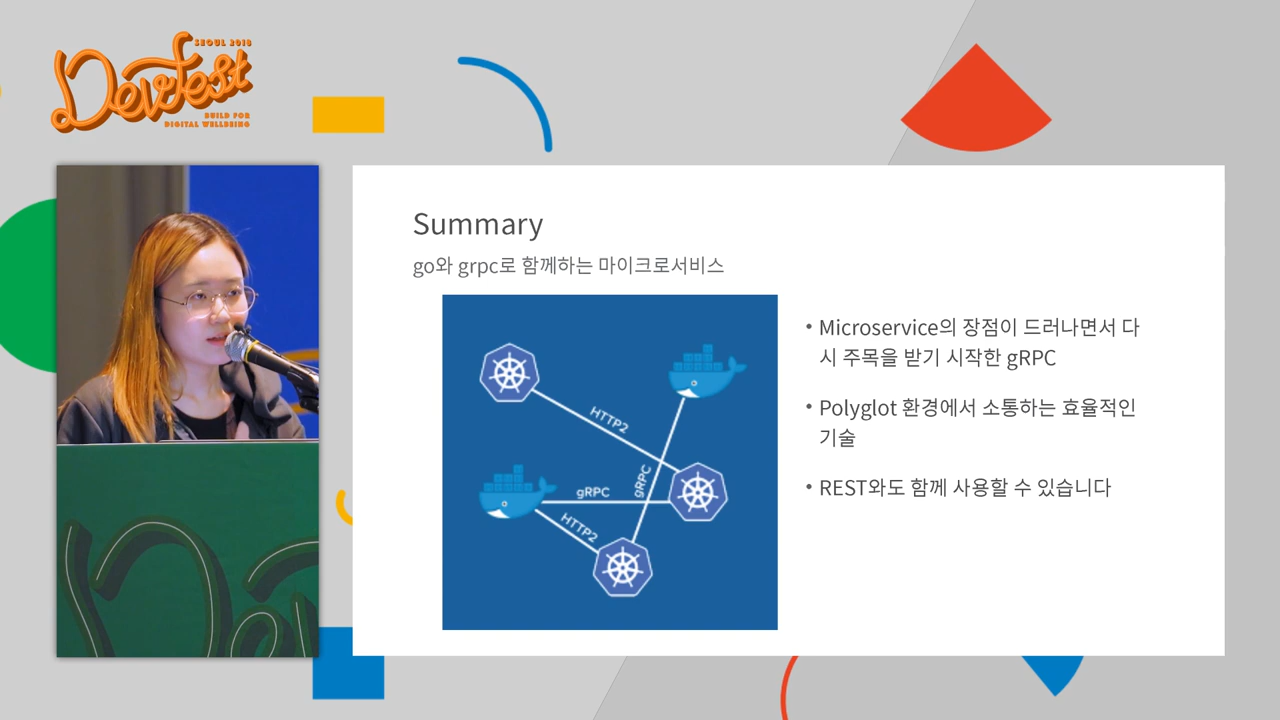 SEOUL 2018
DevFest
BUILD FOR
DIGITAL WELLBEING
Summary
go와 grpc로 함께하는 마이크로서비스
HTTP2
gRPC
gRPC
HTTP2
• Microservice의 장점이 드러나면서 다
시 주목을 받기 시작한 gRPC
• Polyglot 환경에서 소통하는 효율적인
기술
• REST와도 함께 사용할 수 있습니다
De